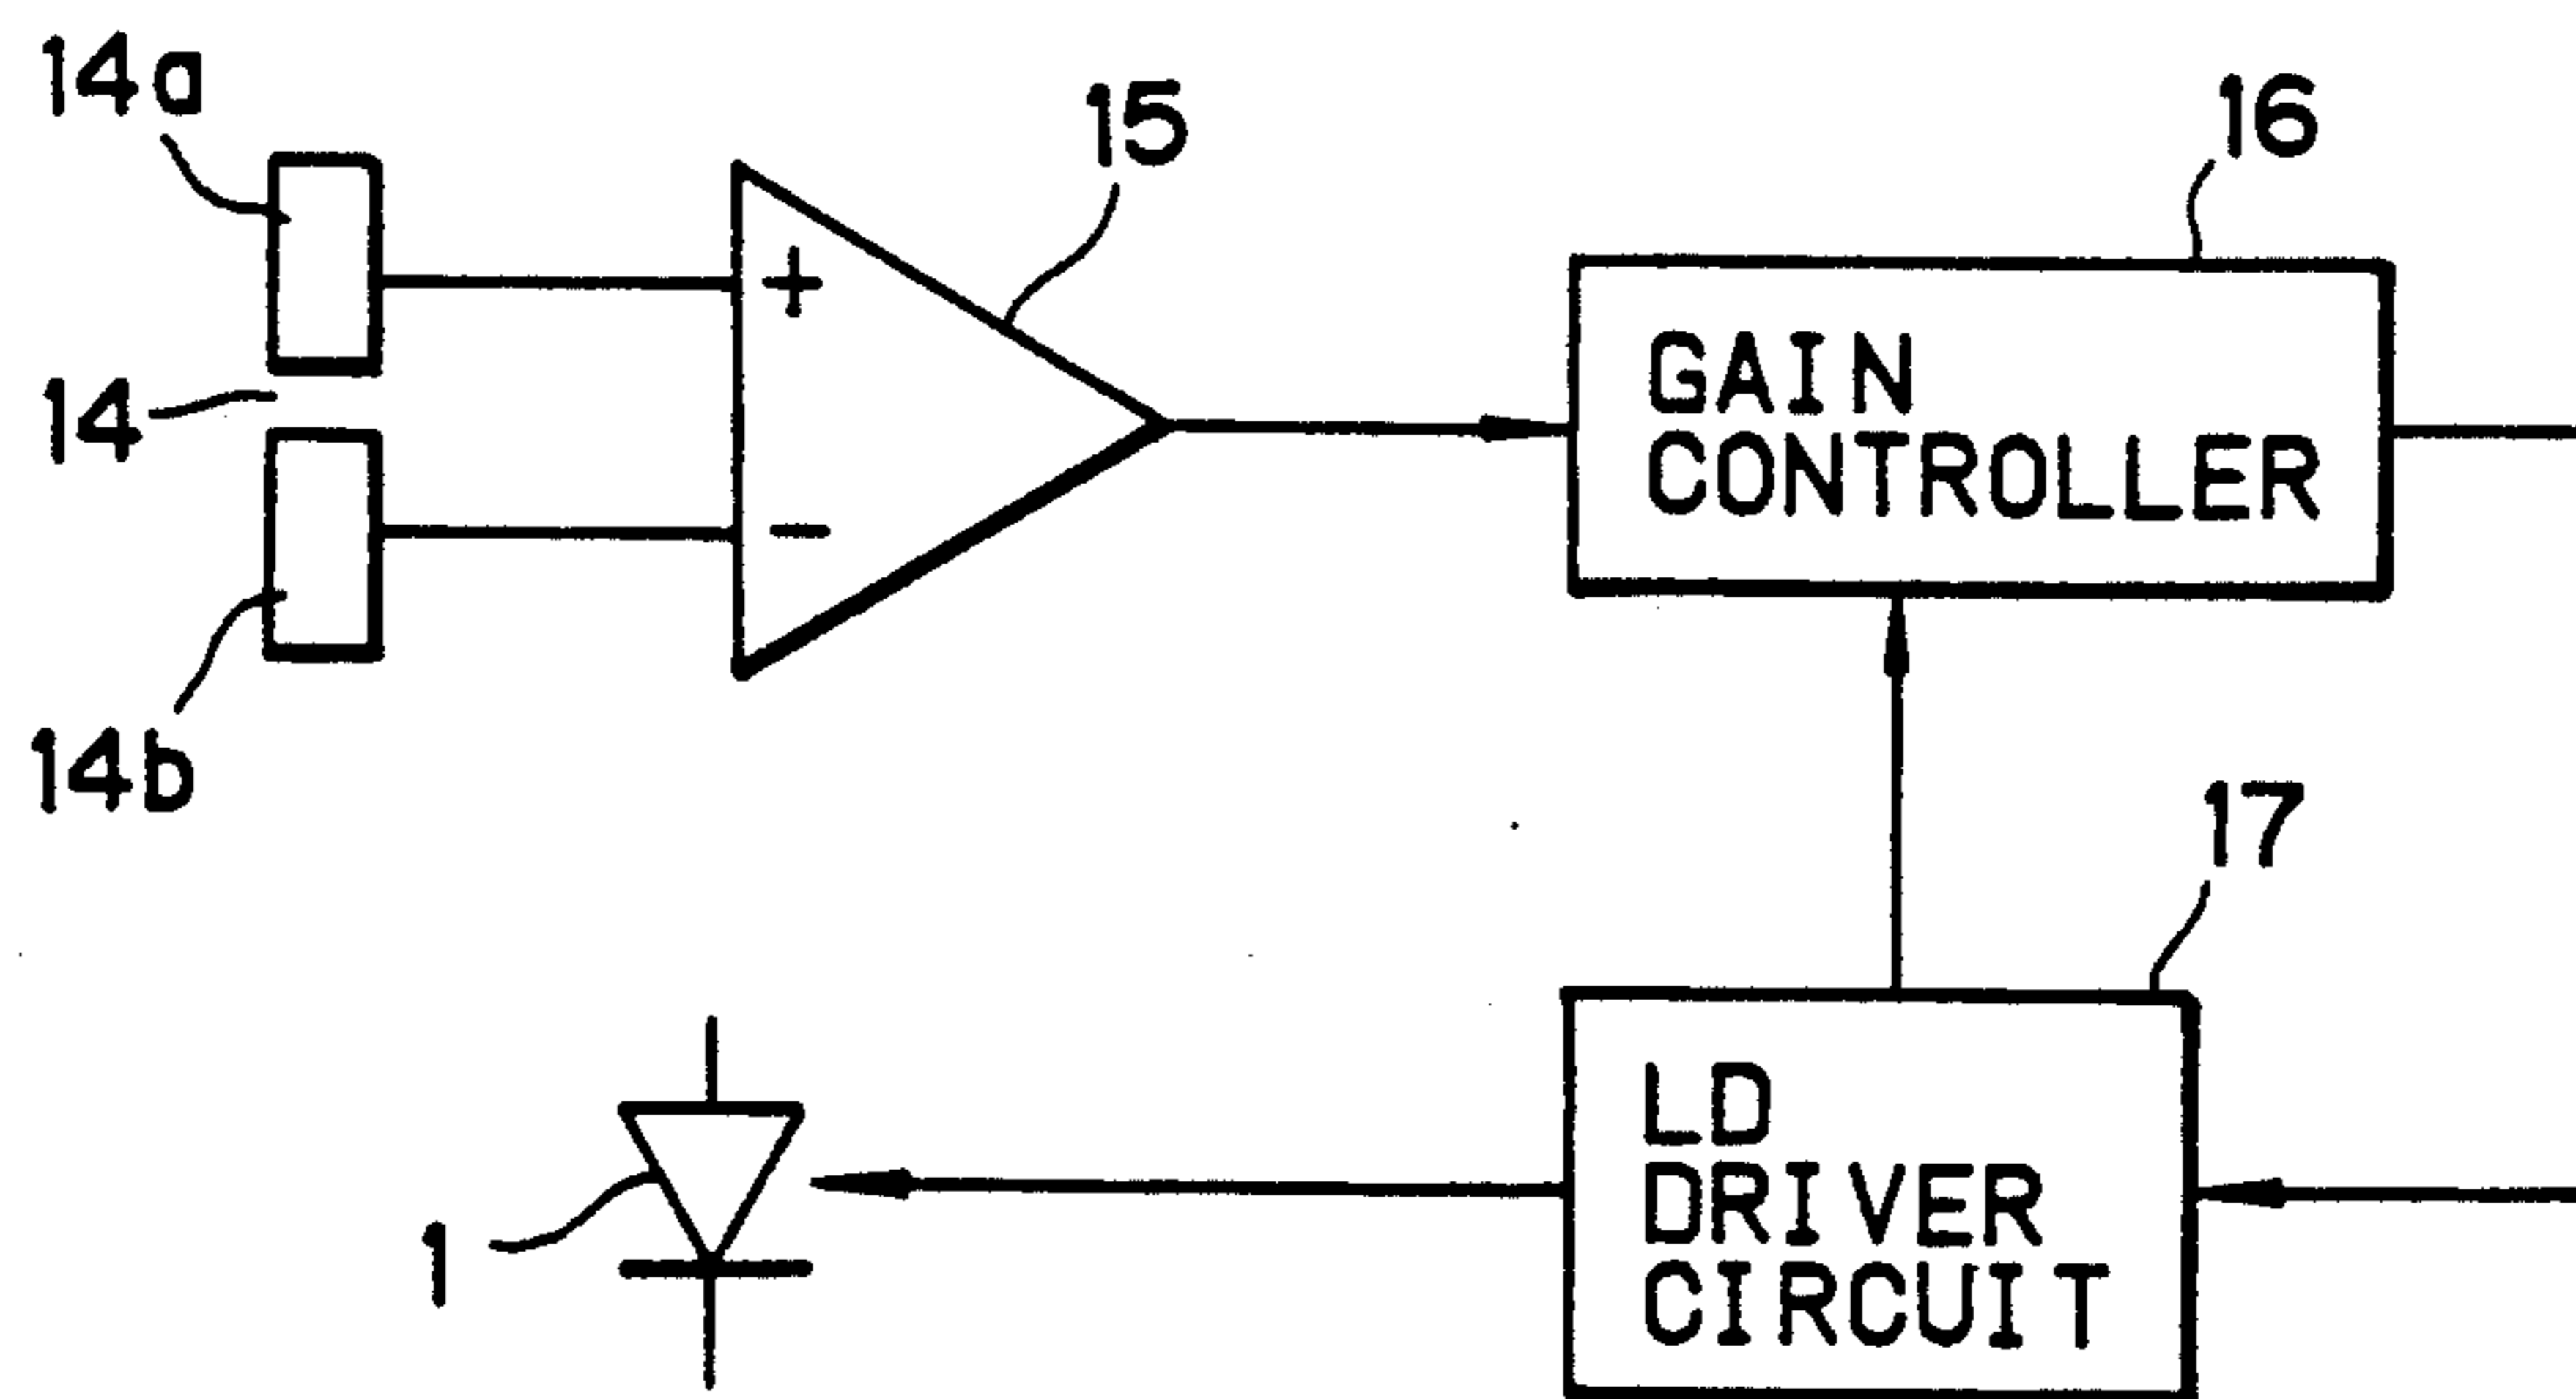 14a
15
16
+
GAIN
CONTROLLER
14
-
14b
17
LD
DRIVER
CIRCUIT
1